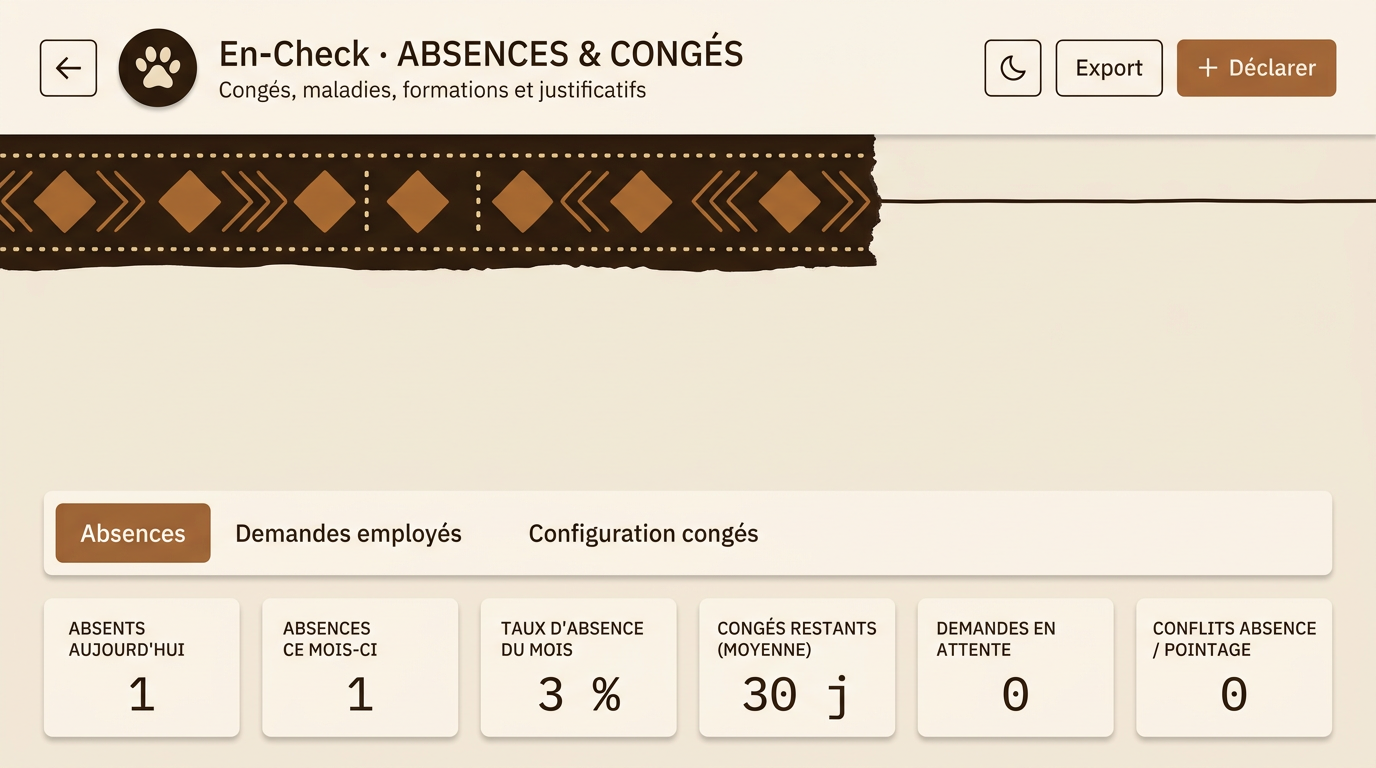 En-Check · ABSENCES & CONGÉS
Congés, maladies, formations et justificatifs
Export
+ Déclarer
Absences
Demandes employés
Configuration congés
ABSENTS
AUJOURD'HUI
1
ABSENCES
CE MOIS-CI
1
TAUX D'ABSENCE
DU MOIS
3 %
CONGÉS RESTANTS
(MOYENNE)
30 j
DEMANDES EN
ATTENTE
0
CONFLITS ABSENCE
/ POINTAGE
0